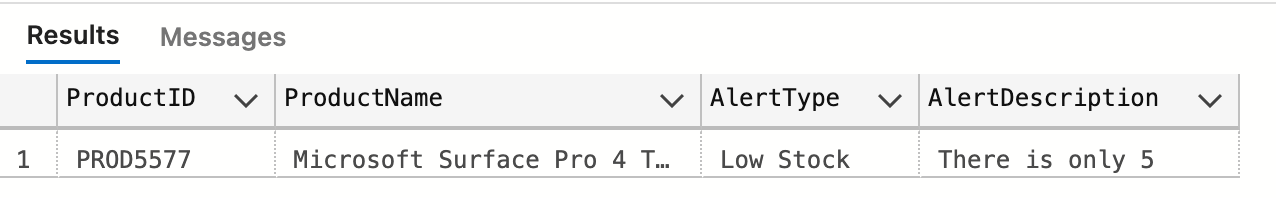 Results Messages
ProductID ProductName AlertType AlertDescription
1 PROD5577 Microsoft Surface Pro 4 T… Low Stock There is only 5